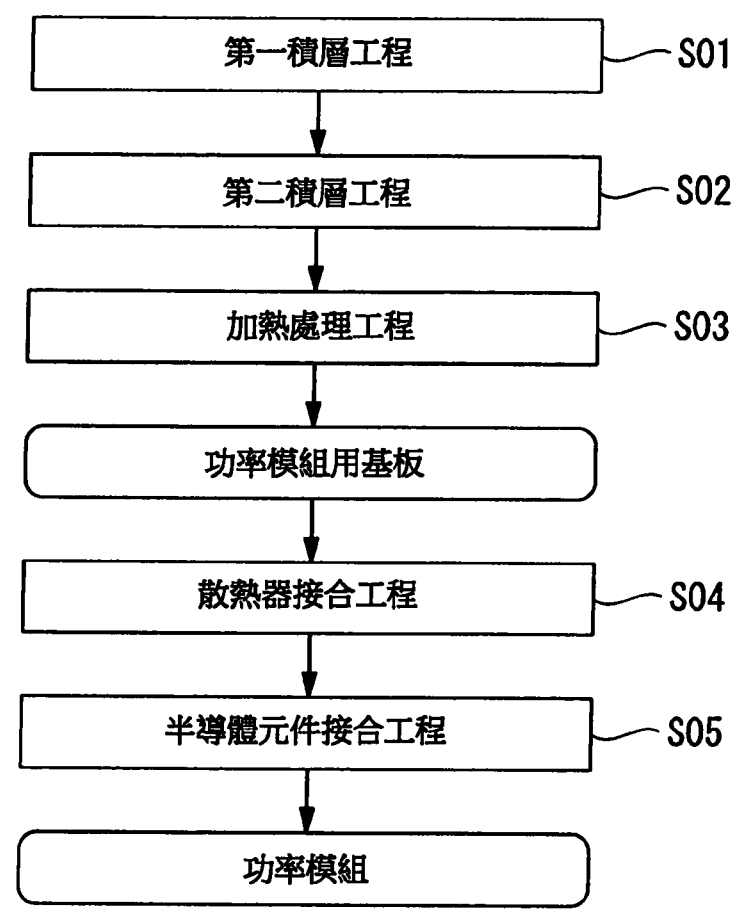 第一積層工程 S01
第二積層工程 S02
加熱處理工程 S03
功率模組用基板
散熱器接合工程 S04
半導體元件接合工程 S05
功率模組